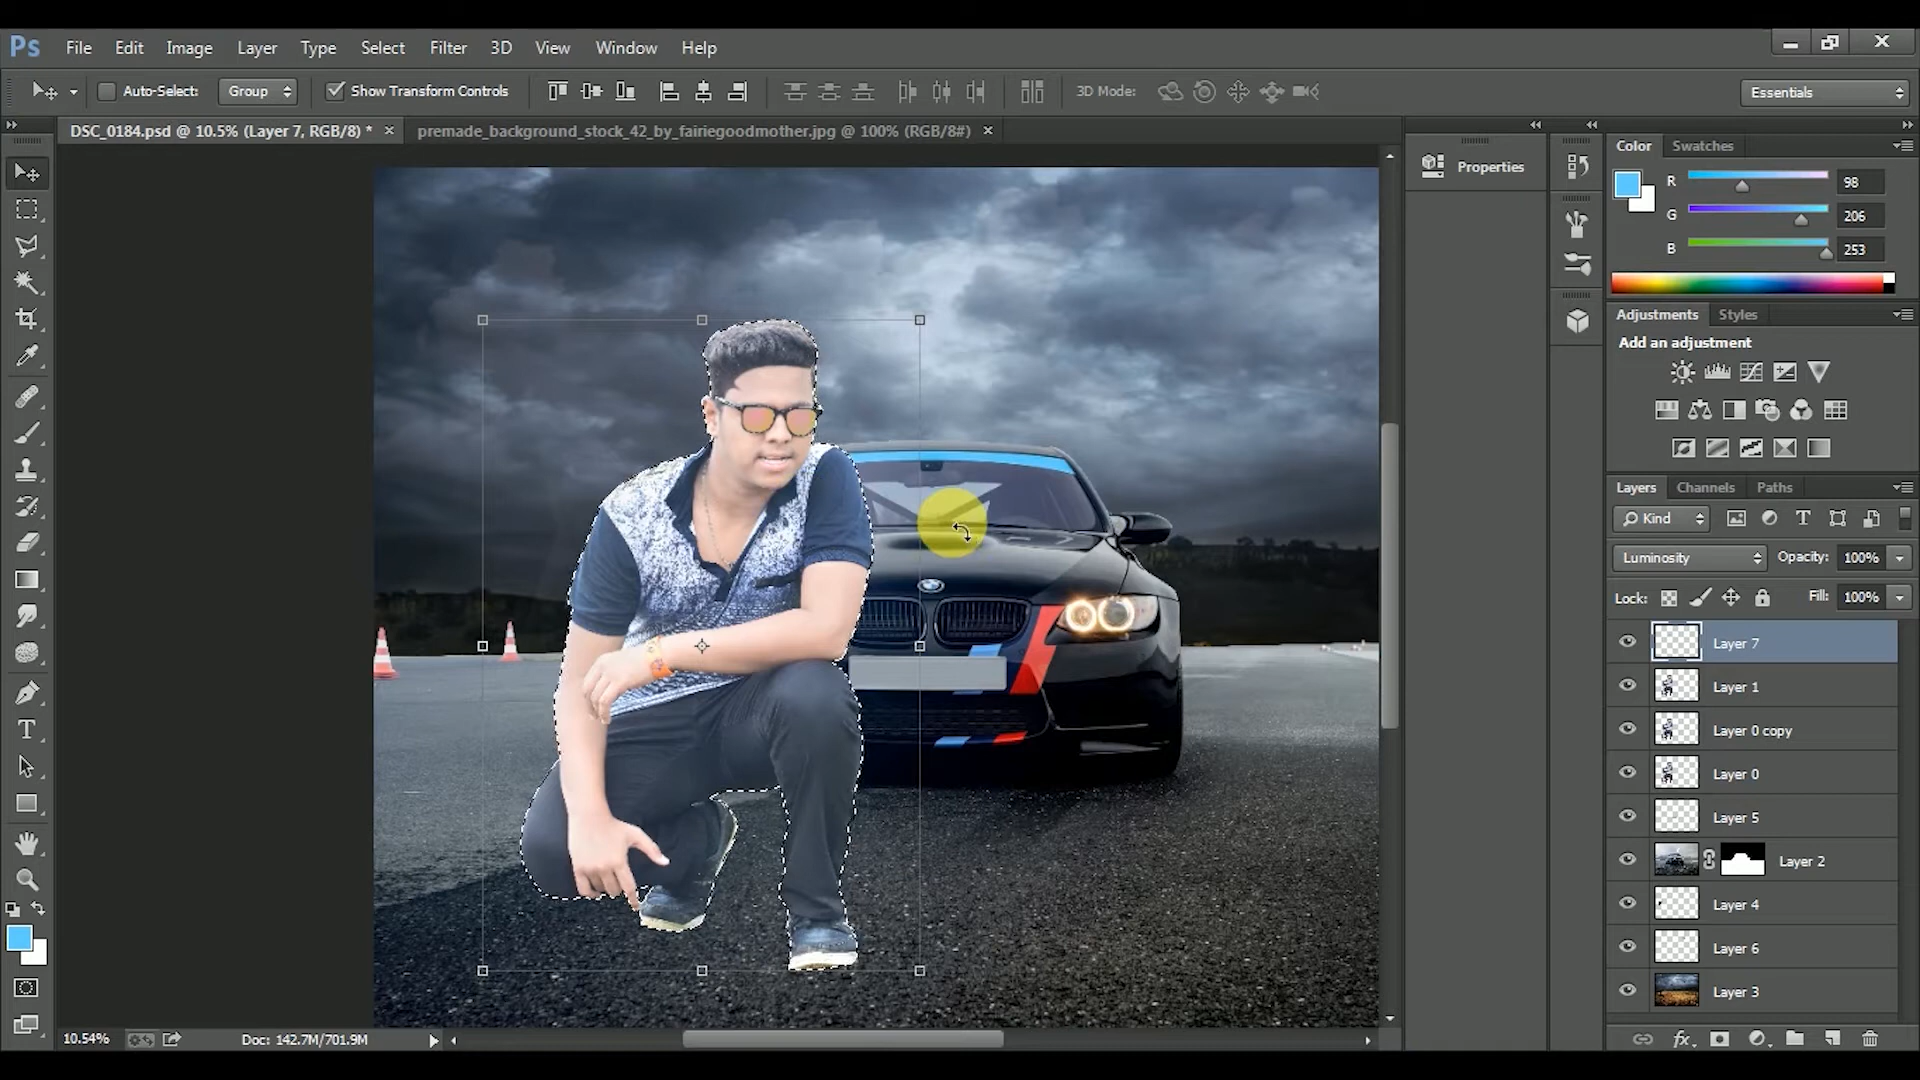 Ps File Edit Image Layer Type Select Filter 3D View Window Help
Auto-Select: Group Show Transform Controls 3D Mode: Essentials
DSC_0184.psd @ 10.5% (Layer 7, RGB/8) * × premade_background_stock_42_by_fairiegoodmother.jpg @ 100% (RGB/8#) ×
Properties
Color Swatches
R 98
G 206
B 253
Adjustments Styles
Add an adjustment
Layers Channels Paths
Kind
Luminosity Opacity: 100%
Lock: Fill: 100%
Layer 7
Layer 1
Layer 0 copy
Layer 0
Layer 5
Layer 2
Layer 4
Layer 6
Layer 3
10.54% Doc: 142.7M/701.9M